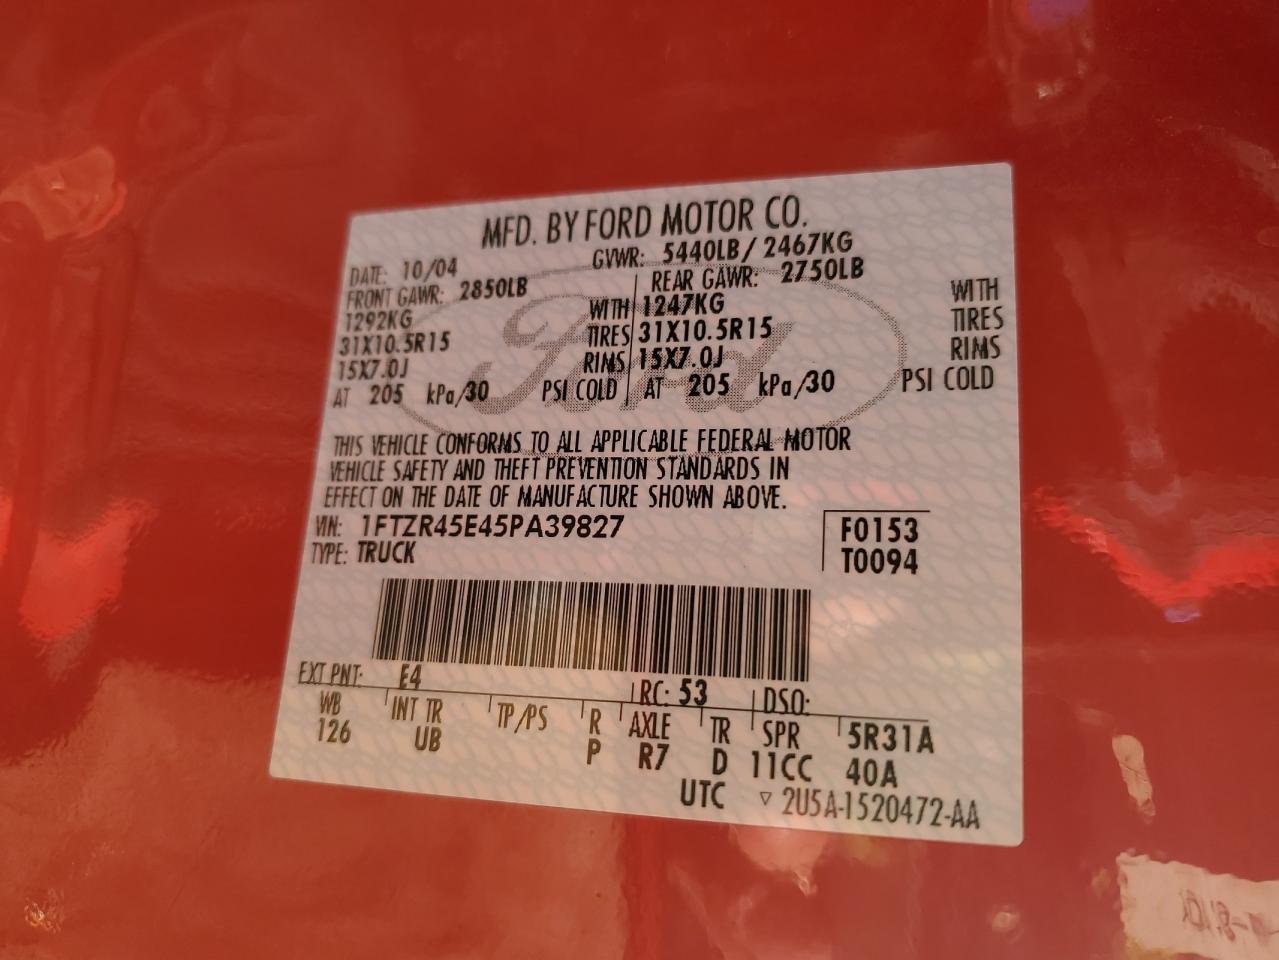 MFD. BY FORD MOTOR CO.
DATE: 10/04 GVWR: 5440LB/ 2467KG
FRONT GAWR: 2850LB REAR GAWR: 2750LB
1292KG WITH 1247KG WITH
31X10.5R15 TIRES 31X10.5R15 TIRES
15X7.0J RIMS 15X7.0J RIMS
AT 205 kPa/30 PSI COLD AT 205 kPa/30 PSI COLD
Ford
THIS VEHICLE CONFORMS TO ALL APPLICABLE FEDERAL MOTOR
VEHICLE SAFETY AND THEFT PREVENTION STANDARDS IN
EFFECT ON THE DATE OF MANUFACTURE SHOWN ABOVE.
VIN: 1FTZR45E45PA39827 F0153
TYPE: TRUCK T0094
EXT PNT: E4 RC: 53 DSO:
WB INT TR TP/PS R AXLE TR SPR 5R31A
126 UB P R7 D 11CC 40A
UTC ▽ 2U5A-1520472-AA